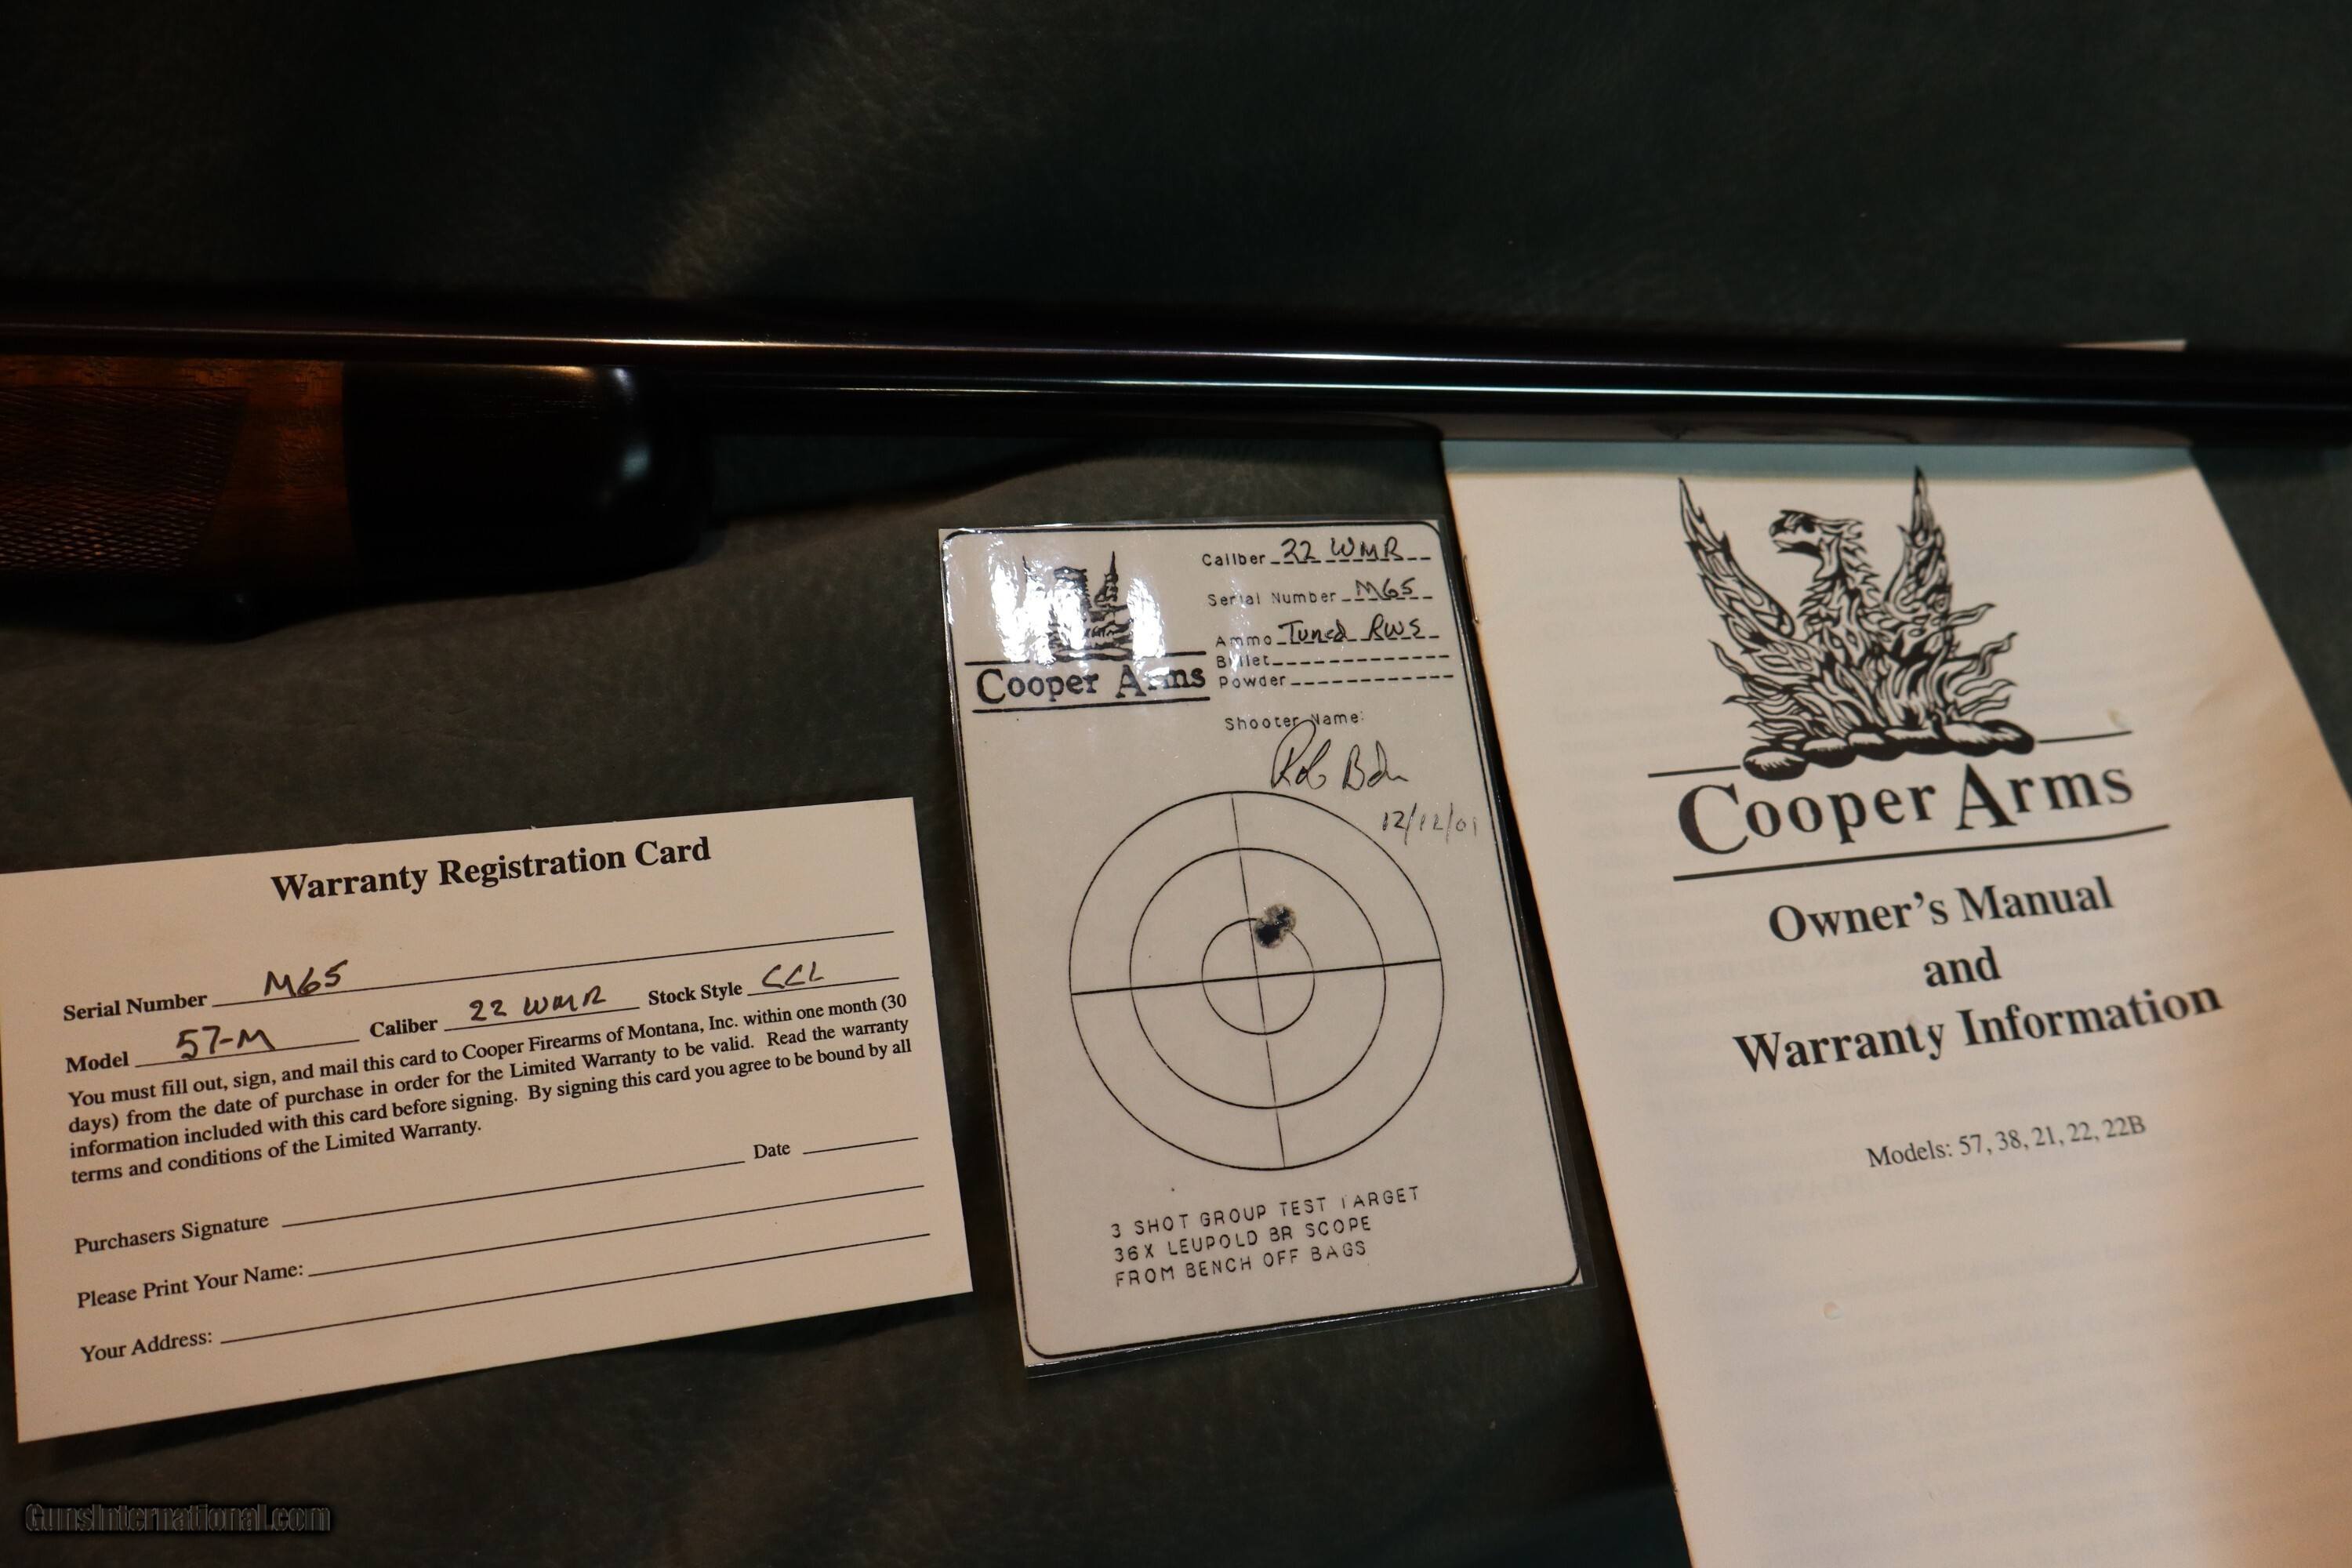 Warranty Registration Card
Serial Number M65
Model 57-M Caliber 22 WMR Stock Style CCL
You must fill out, sign, and mail this card to Cooper Firearms of Montana, Inc. within one month (30
days) from the date of purchase in order for the Limited Warranty to be valid. Read the warranty
information included with this card before signing. By signing this card you agree to be bound by all
terms and conditions of the Limited Warranty.
Date
Purchasers Signature
Please Print Your Name:
Your Address:
Caliber 22 WMR
Serial Number M65
Ammo Tuned RWS
Bullet
Powder
Cooper Arms
Shooter Name:
Rob
12/12/01
3 SHOT GROUP TEST TARGET
36X LEUPOLD BR SCOPE
FROM BENCH OFF BAGS
Cooper Arms
Owner's Manual
and
Warranty Information
Models: 57, 38, 21, 22, 22B
GunsInternational.com